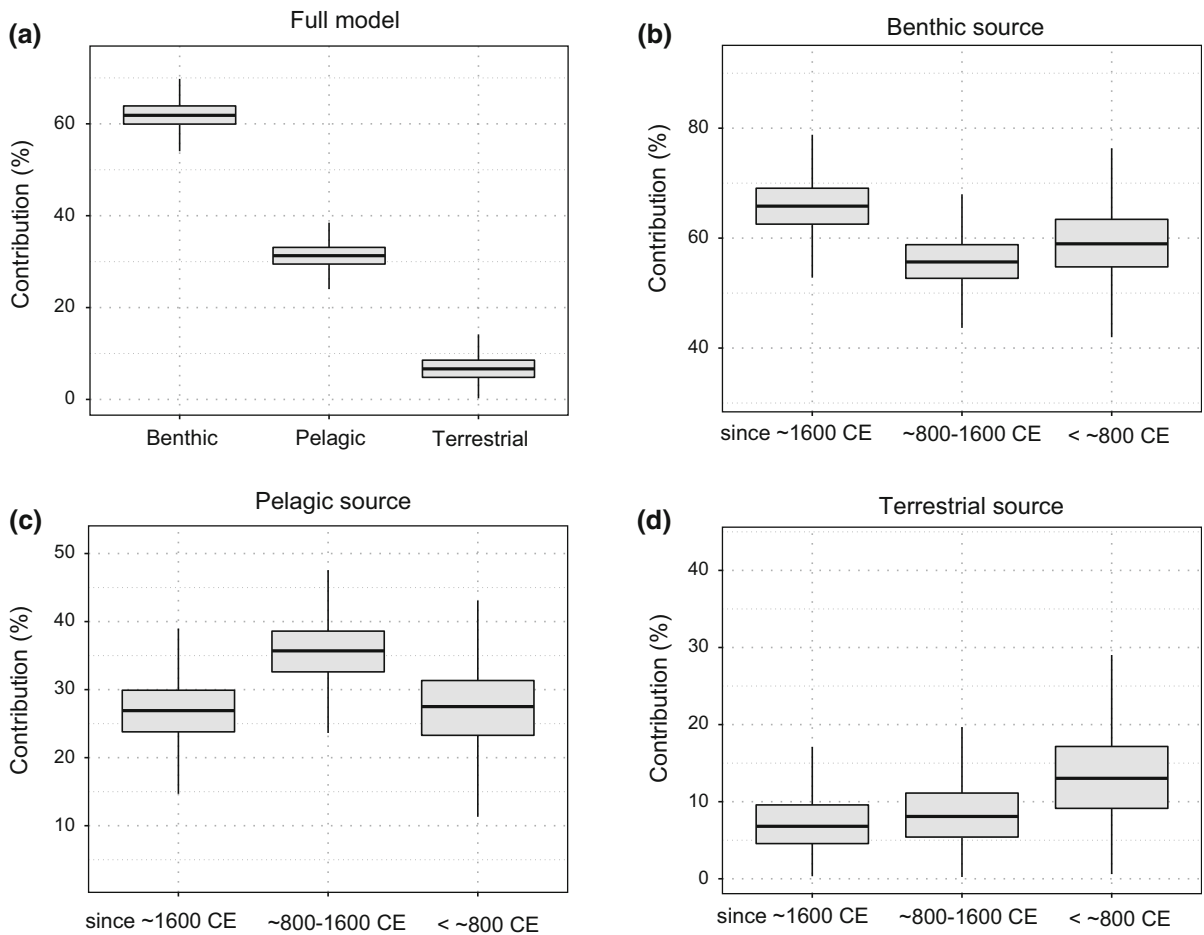 (a)
Full model
Contribution (%)
60
40
20
0
Benthic Pelagic Terrestrial
(b)
Benthic source
Contribution (%)
80
60
40
since ~1600 CE ~800-1600 CE < ~800 CE
(c)
Pelagic source
Contribution (%)
50
40
30
20
10
since ~1600 CE ~800-1600 CE < ~800 CE
(d)
Terrestrial source
Contribution (%)
40
30
20
10
0
since ~1600 CE ~800-1600 CE < ~800 CE